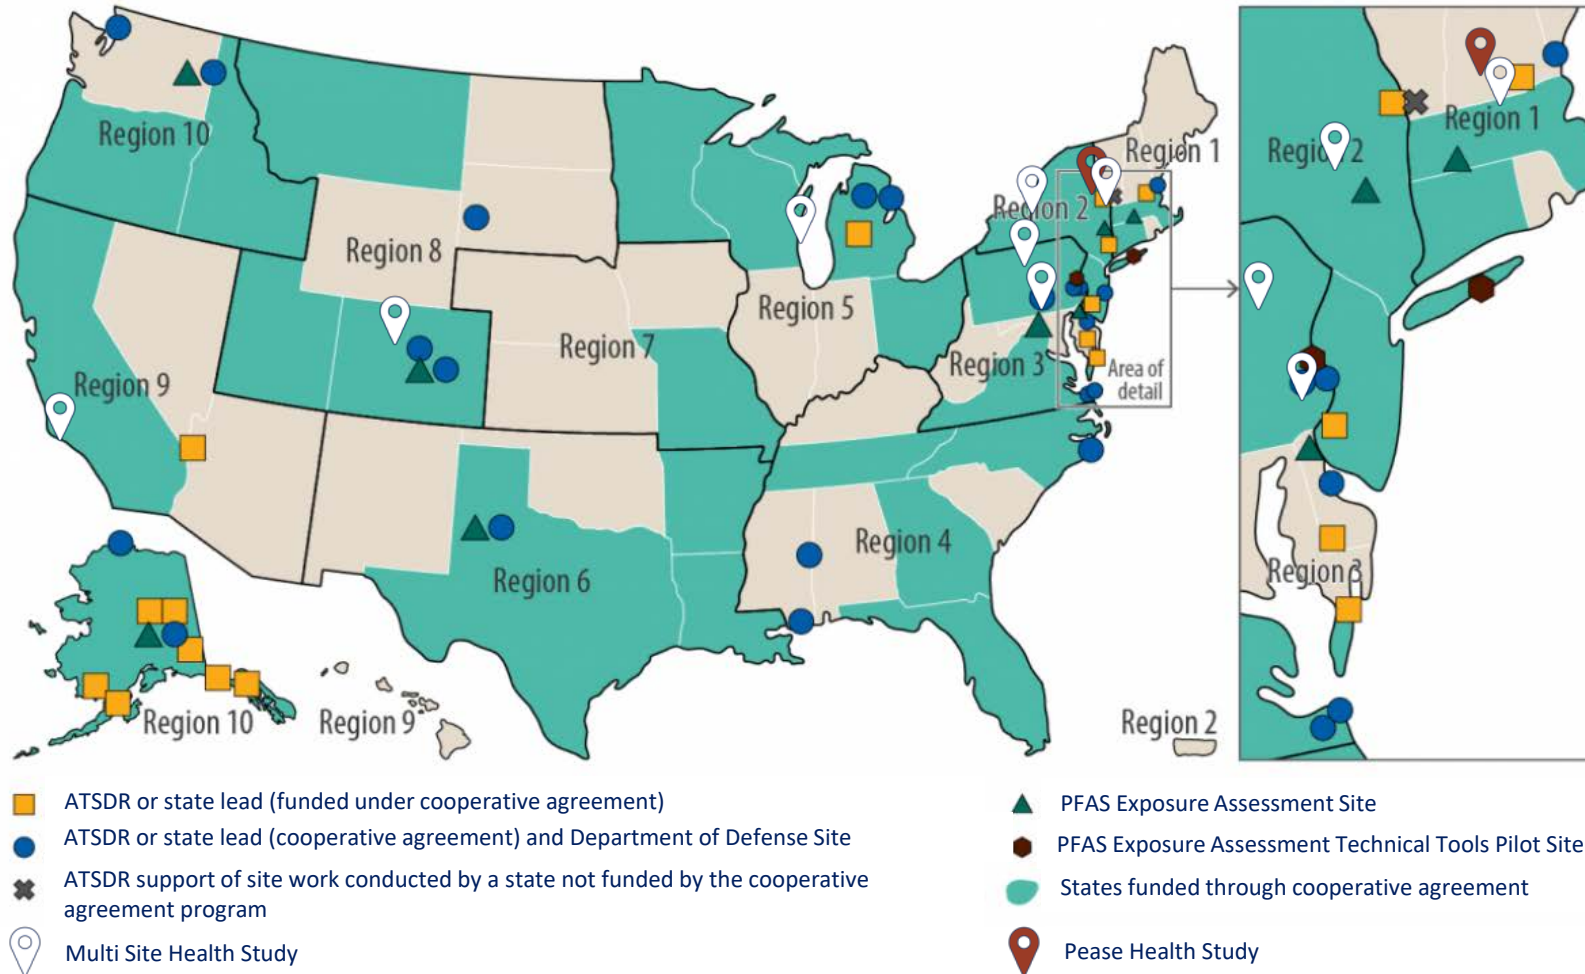 Region 10
Region 1
Region 1
Region 2
Region 2
Region 8
Region 5
Region 7
Region 3
Area of
detail
Region 9
Region 4
Region 6
Region 3
Region 10
Region 9
Region 2
ATSDR or state lead (funded under cooperative agreement)
ATSDR or state lead (cooperative agreement) and Department of Defense Site
ATSDR support of site work conducted by a state not funded by the cooperative
agreement program
Multi Site Health Study
PFAS Exposure Assessment Site
PFAS Exposure Assessment Technical Tools Pilot Site
States funded through cooperative agreement
Pease Health Study